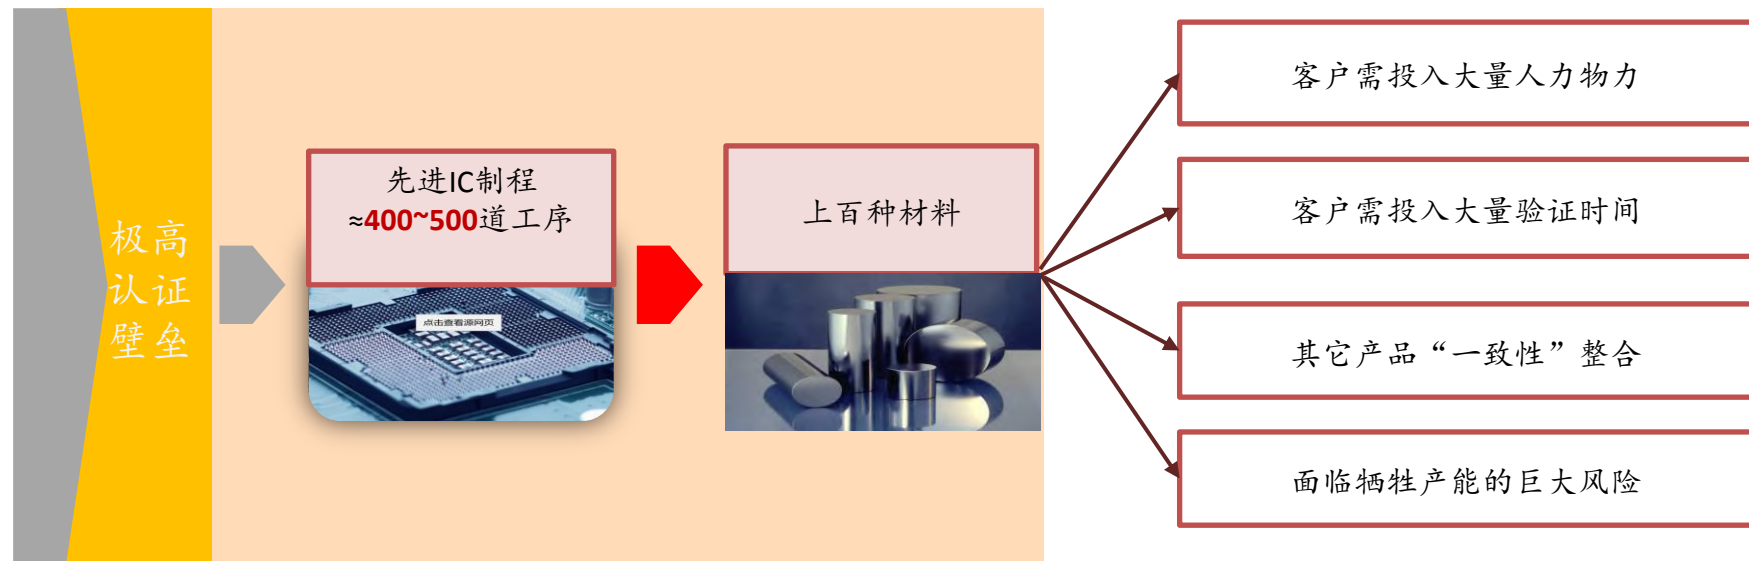 极高
认证
壁垒
先进IC制程
≈400~500道工序
点击查看源网页
上百种材料
客户需投入大量人力物力
客户需投入大量验证时间
其它产品“一致性”整合
面临牺牲产能的巨大风险